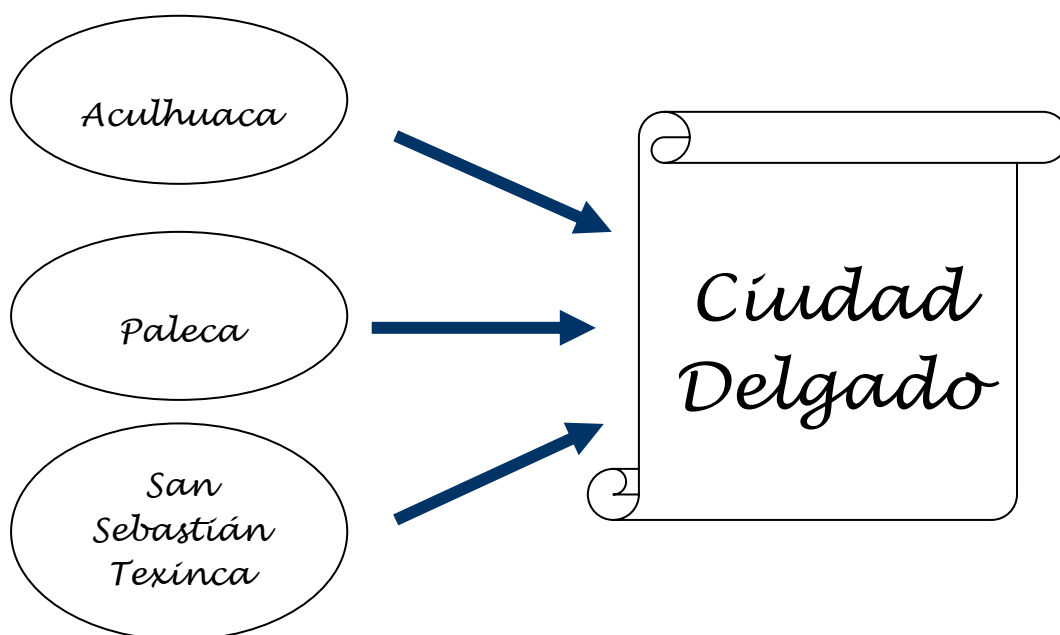 Aculhuaca
Paleca
San
Sebastián
Texinca
Ciudad
Delgado